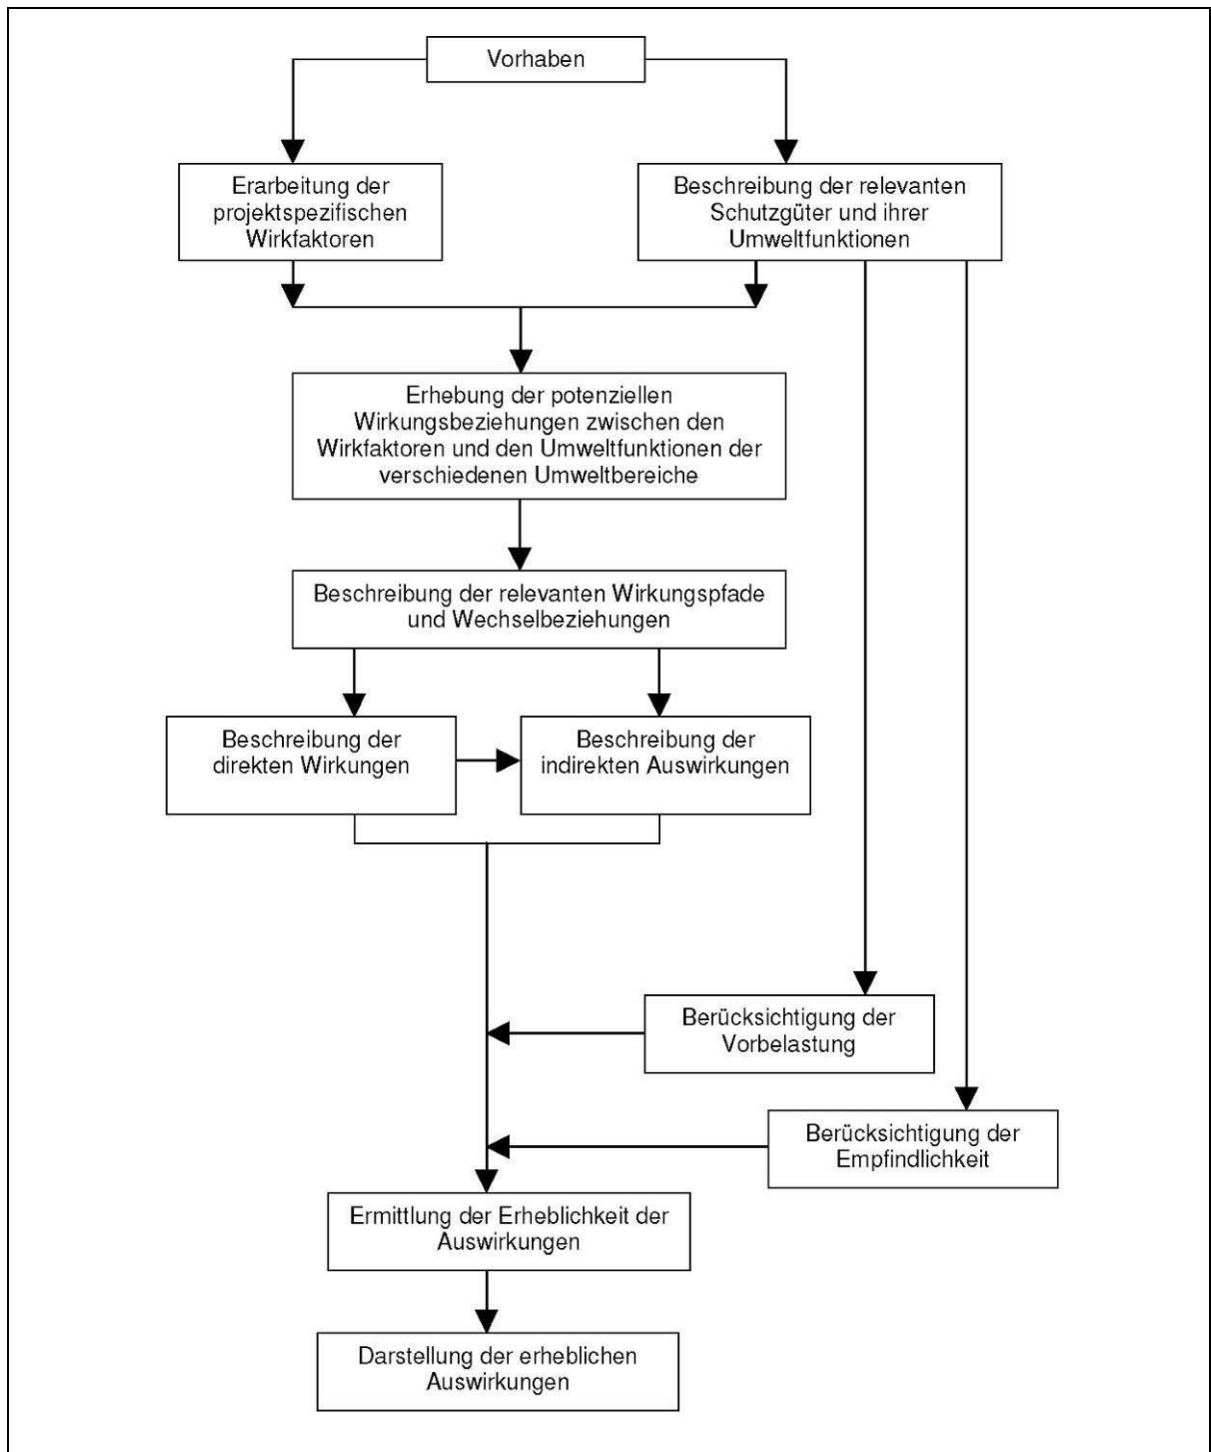 Vorhaben
Erarbeitung der
projektspezifischen
Wirkfaktoren
Beschreibung der relevanten
Schutzgüter und ihrer
Umweltfunktionen
Erhebung der potenziellen
Wirkungsbeziehungen zwischen den
Wirkfaktoren und den Umweltfunktionen der
verschiedenen Umweltbereiche
Beschreibung der relevanten Wirkungspfade
und Wechselbeziehungen
Beschreibung der
direkten Wirkungen
Beschreibung der
indirekten Auswirkungen
Berücksichtigung der
Vorbelastung
Berücksichtigung der
Empfindlichkeit
Ermittlung der Erheblichkeit der
Auswirkungen
Darstellung der erheblichen
Auswirkungen